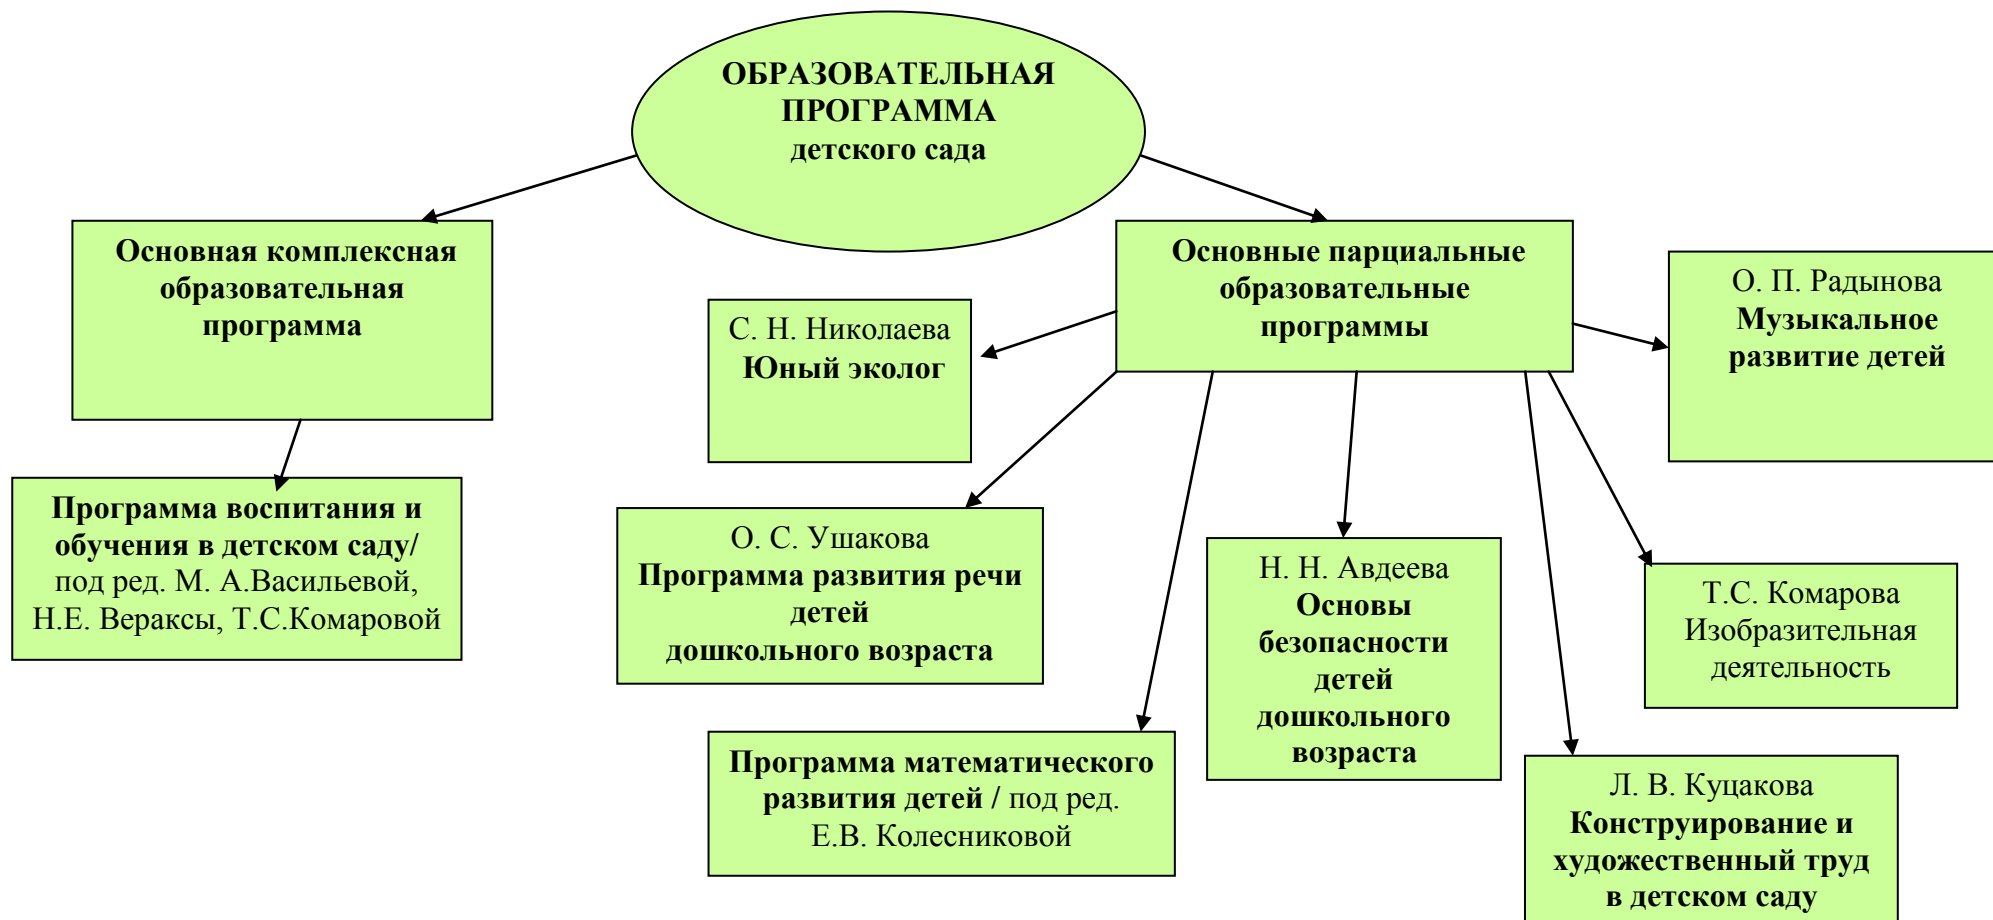 ОБРАЗОВАТЕЛЬНАЯ
ПРОГРАММА
детского сада
Основная комплексная
образовательная
программа
Основные парциальные
образовательные
программы
О. П. Радынова
Музыкальное
развитие детей
С. Н. Николаева
Юный эколог
Программа воспитания и
обучения в детском саду/
под ред. М. А.Васильевой,
Н.Е. Вераксы, Т.С.Комаровой
О. С. Ушакова
Программа развития речи
детей
дошкольного возраста
Н. Н. Авдеева
Основы
безопасности
детей
дошкольного
возраста
Т.С. Комарова
Изобразительная
деятельность
Программа математического
развития детей / под ред.
Е.В. Колесниковой
Л. В. Куцакова
Конструирование и
художественный труд
в детском саду